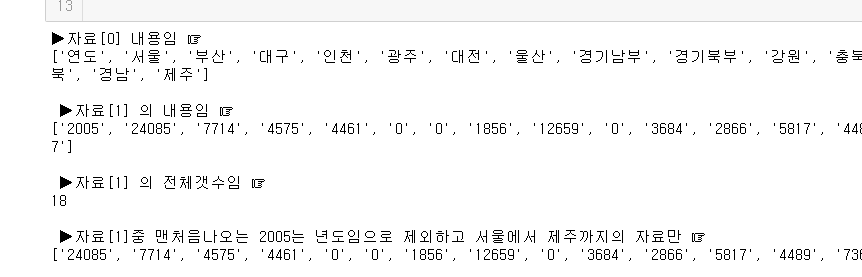 13
▶자료[0] 내용임 ☞
['연도', '서울', '부산', '대구', '인천', '광주', '대전', '울산', '경기남부', '경기북부', '강원', '충북
북', '경남', '제주']
▶자료[1] 의 내용임 ☞
['2005', '24085', '7714', '4575', '4461', '0', '0', '1856', '12659', '0', '3684', '2866', '5817', '448
7']
▶자료[1] 의 전체갯수임 ☞
18
▶자료[1]중 맨처음나오는 2005는 년도임으로 제외하고 서울에서 제주까지의 자료만 ☞
['24085', '7714', '4575', '4461', '0', '0', '1856', '12659', '0', '3684', '2866', '5817', '4489', '736